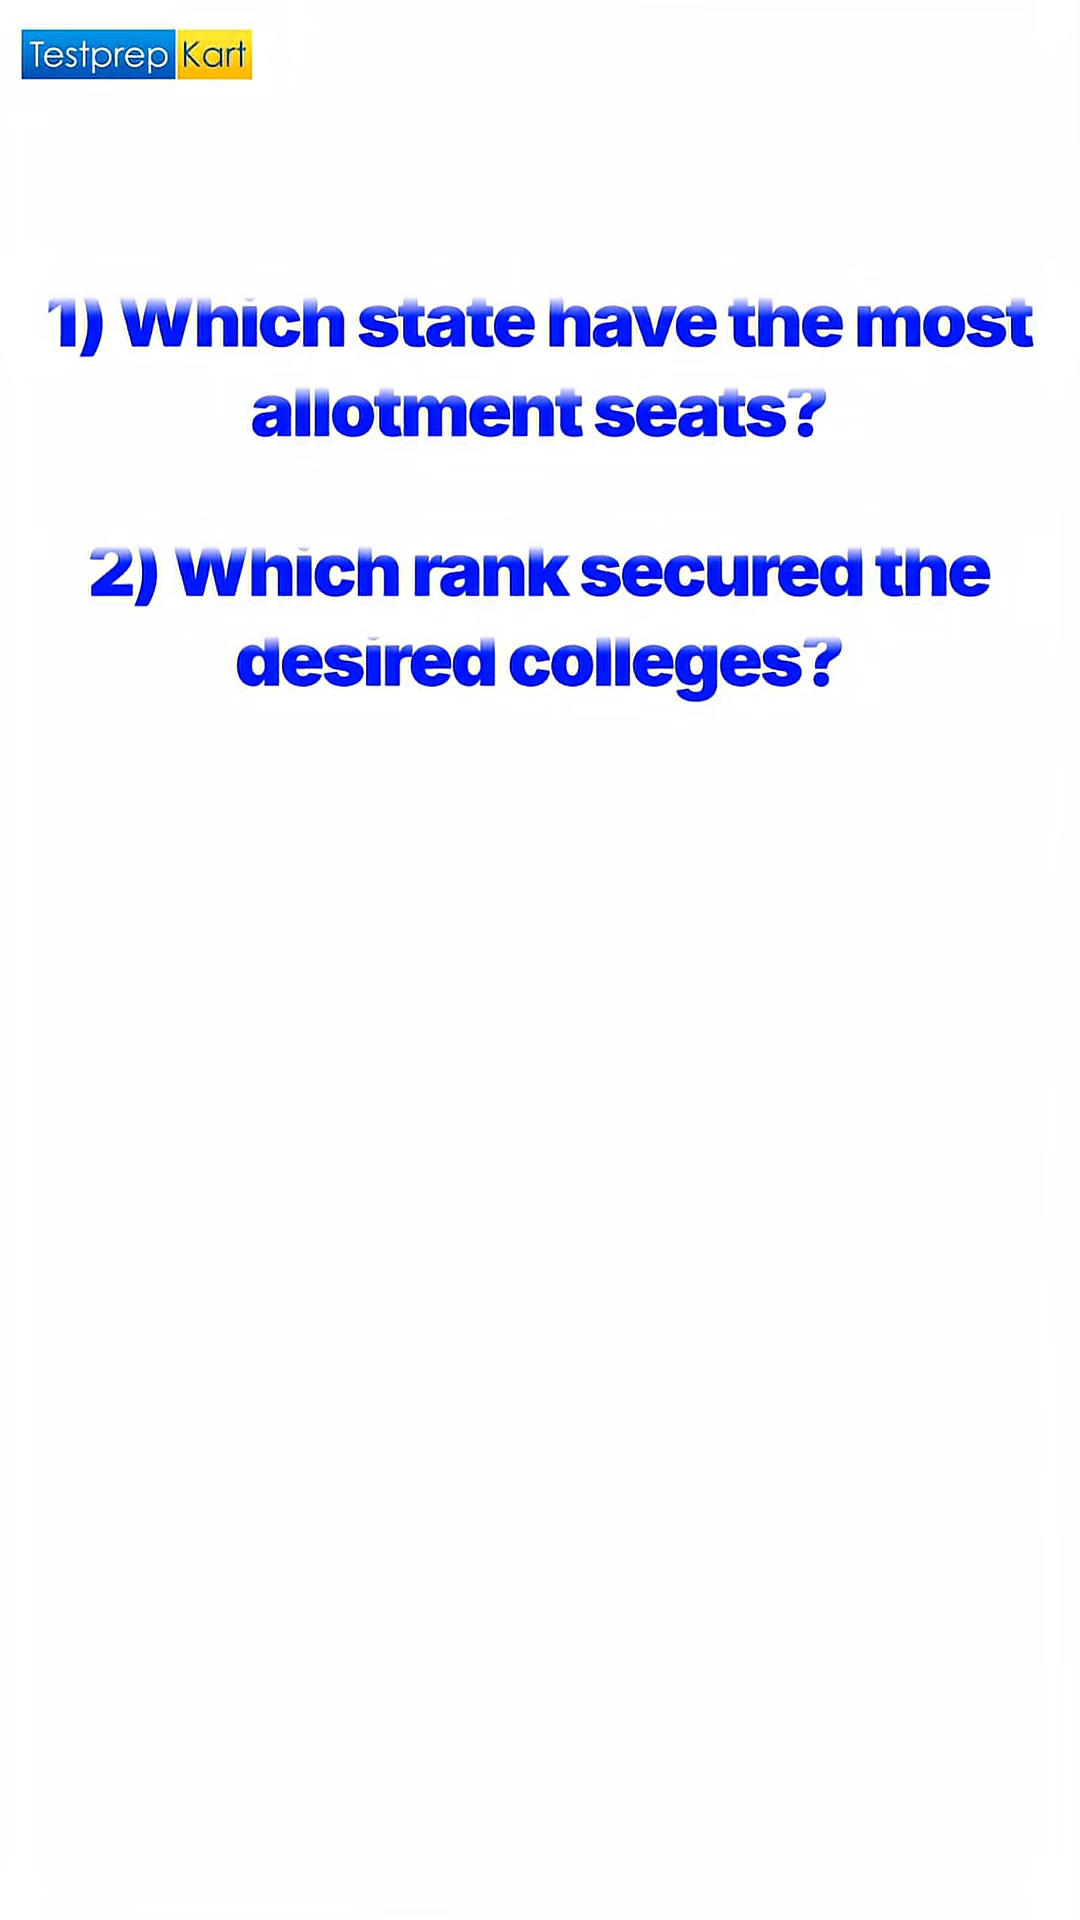 Testprep Kart
1) Which state have the most
allotment seats?
2) Which rank secured the
desired colleges?